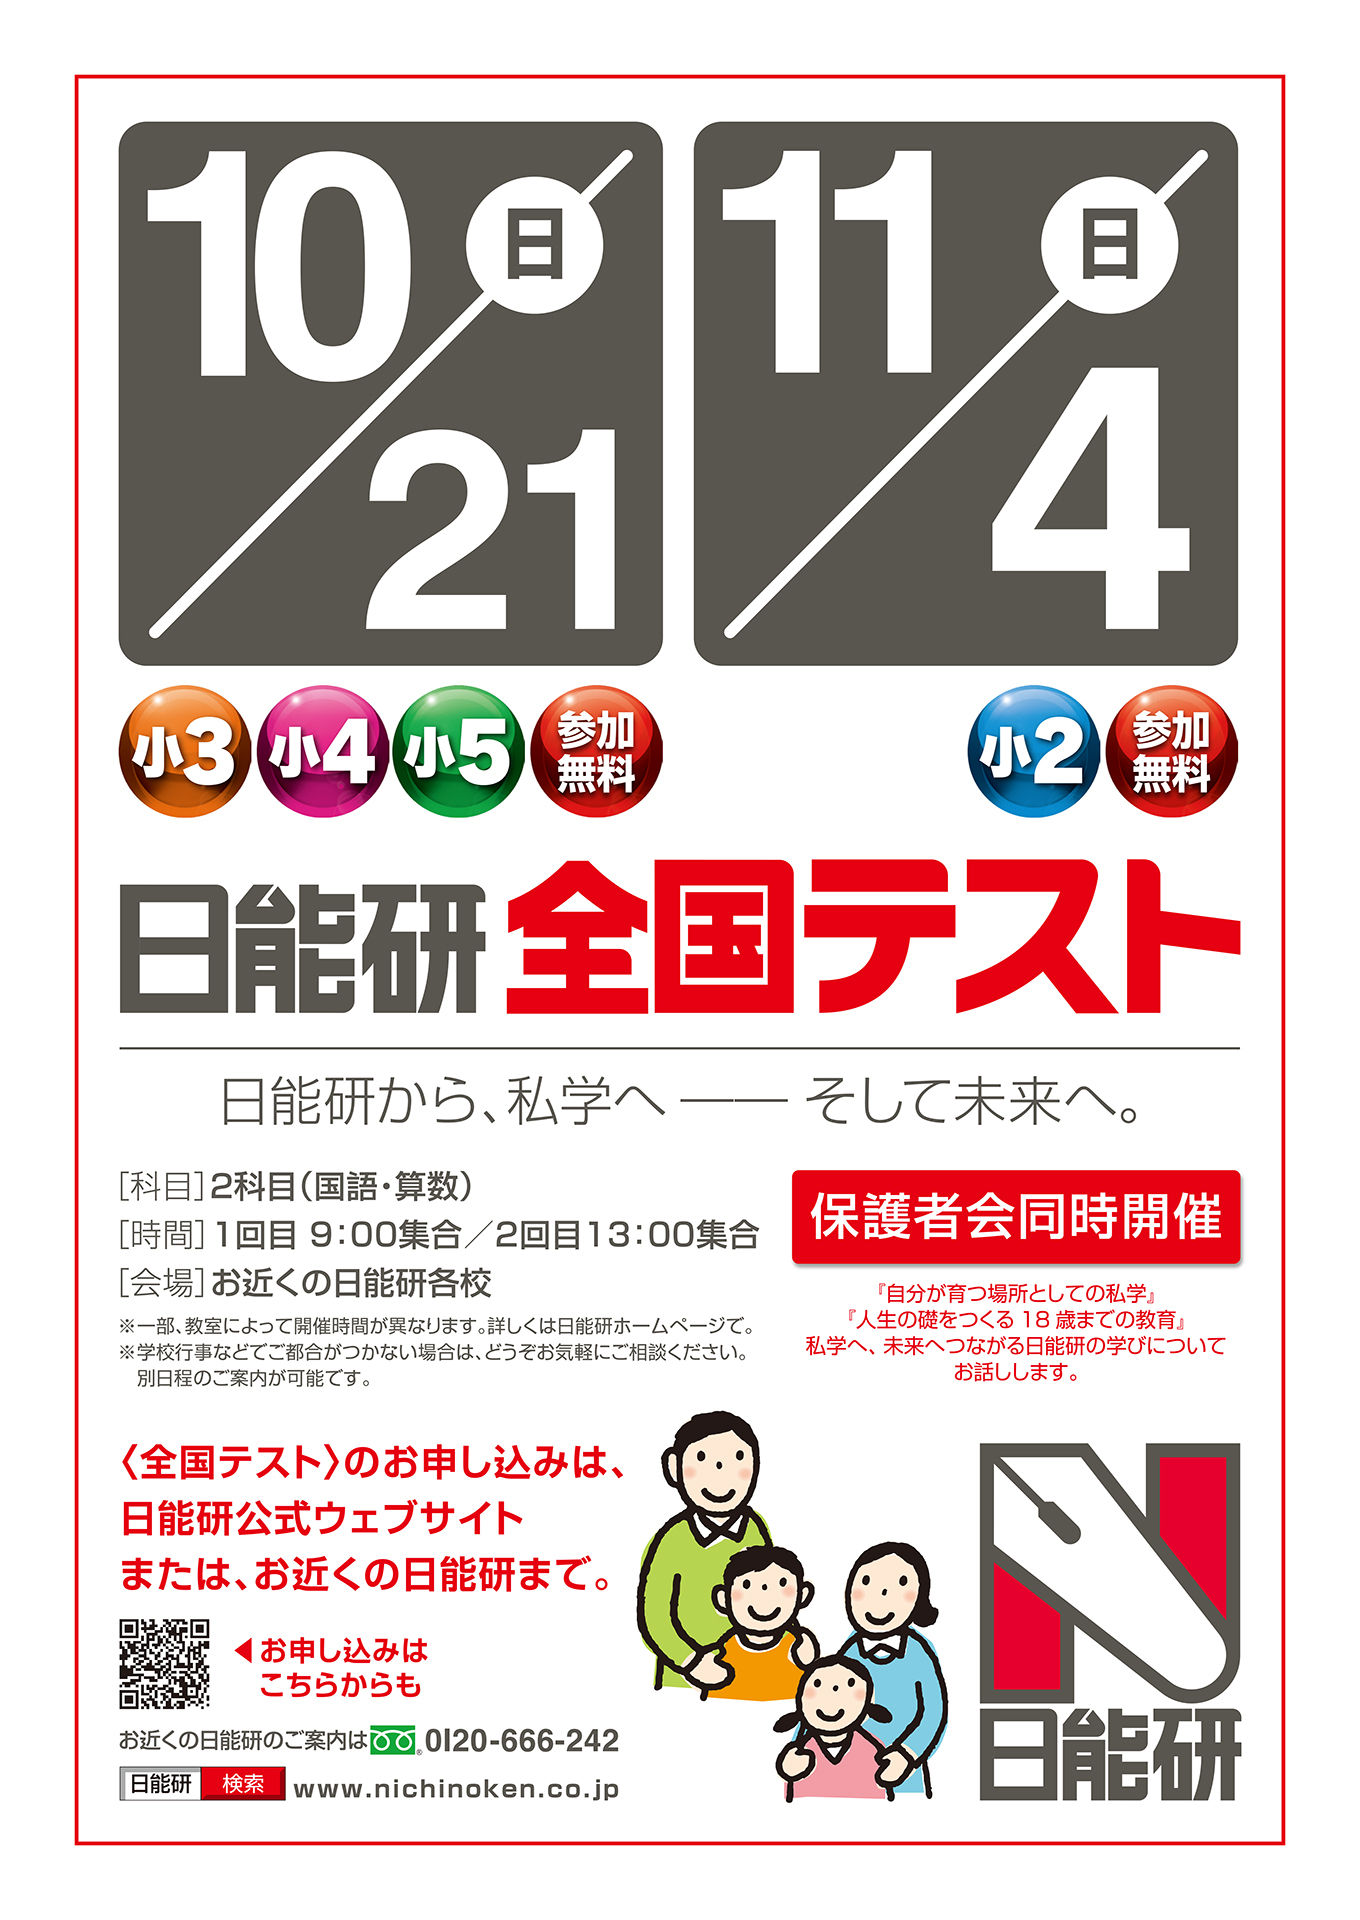 10
日
21
11
日
4
小3 小4 小5 参加無料
小2 参加無料
日能研 全国テスト
日能研から、私学へ ―― そして未来へ。
[科目]2科目(国語・算数)
[時間]1回目 9:00集合/2回目13:00集合
[会場]お近くの日能研各校
※一部、教室によって開催時間が異なります。詳しくは日能研ホームページで。
※学校行事などでご都合がつかない場合は、どうぞお気軽にご相談ください。
別日程のご案内が可能です。
保護者会同時開催
『自分が育つ場所としての私学』
『人生の礎をつくる 18 歳までの教育』
私学へ、未来へつながる日能研の学びについて
お話しします。
〈全国テスト〉のお申し込みは、
日能研公式ウェブサイト
または、お近くの日能研まで。
◀お申し込みは
こちらからも
お近くの日能研のご案内は ® 0120-666-242
日能研 検索 www.nichinoken.co.jp
N
日能研